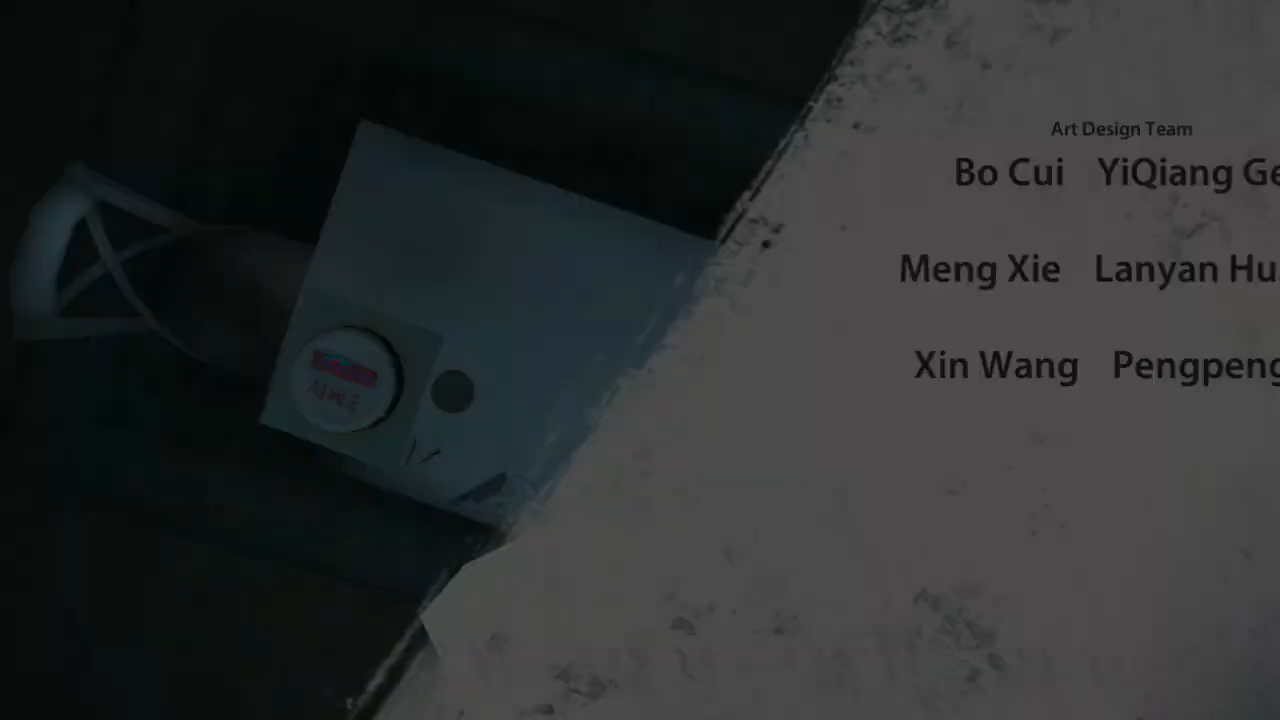 Art Design Team
Bo Cui YiQiang Ge
Meng Xie Lanyan Hu
Xin Wang Pengpeng